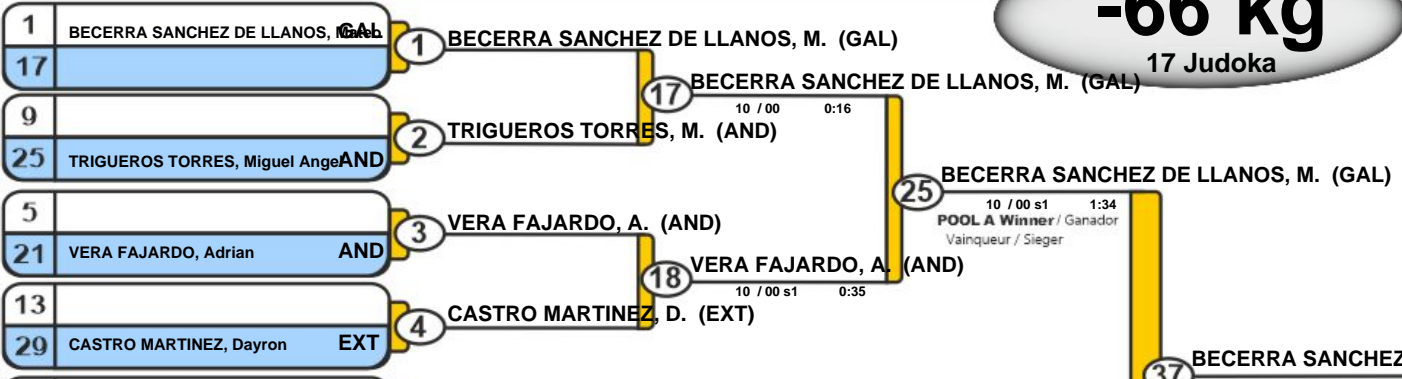 -66 kg
17 Judoka
1 BECERRA SANCHEZ DE LLANOS, Mateo GAL
17
1 BECERRA SANCHEZ DE LLANOS, M. (GAL)
17 BECERRA SANCHEZ DE LLANOS, M. (GAL)
10 / 00 0:16
9
25 TRIGUEROS TORRES, Miguel Angel AND
2 TRIGUEROS TORRES, M. (AND)
25 BECERRA SANCHEZ DE LLANOS, M. (GAL)
10 / 00 s1 1:34
POOL A Winner / Ganador
Vainqueur / Sieger
5
21 VERA FAJARDO, Adrian AND
3 VERA FAJARDO, A. (AND)
18 VERA FAJARDO, A. (AND)
10 / 00 s1 0:35
13
29 CASTRO MARTINEZ, Dayron EXT
4 CASTRO MARTINEZ, D. (EXT)
37 BECERRA SANCHEZ